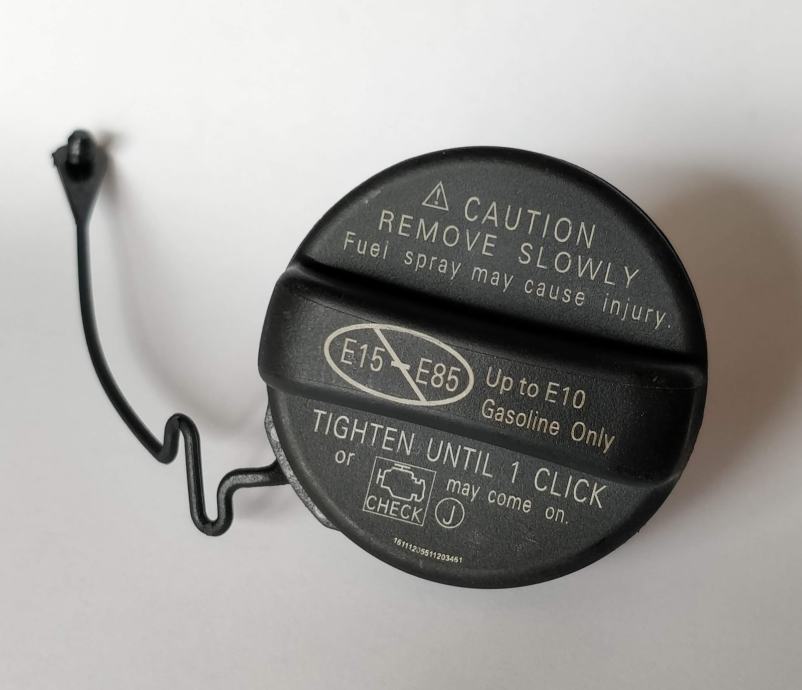 CAUTION
REMOVE SLOWLY
Fuel spray may cause injury.
E15-E85
Up to E10
Gasoline Only
TIGHTEN UNTIL 1 CLICK
or CHECK J may come on.
16111205511203461